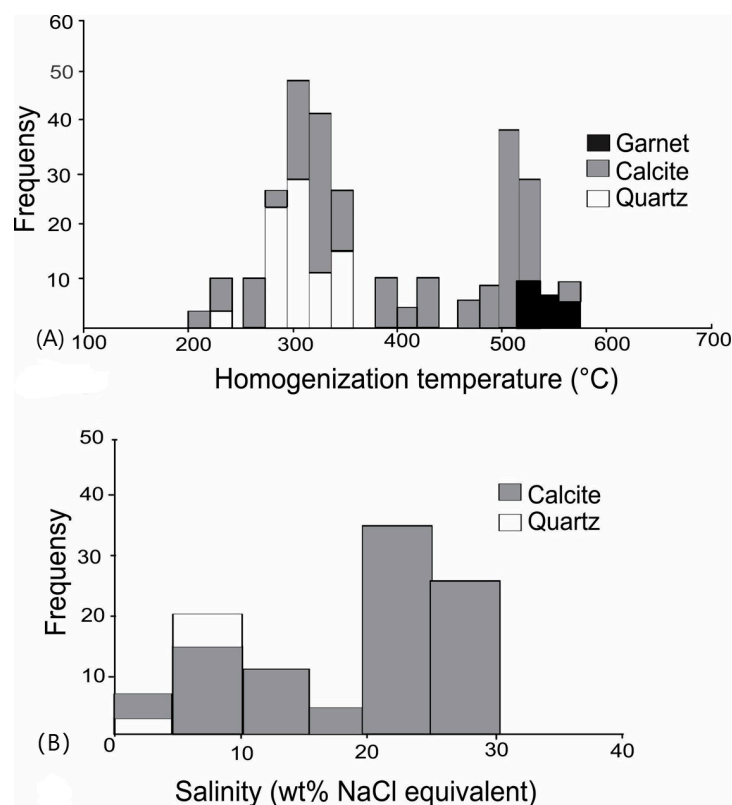 60
50
40
30
20
10
Frequensy
Garnet
Calcite
Quartz
(A)
100 200 300 400 500 600 700
Homogenization temperature (°C)
50
40
30
20
10
Frequensy
Calcite
Quartz
(B)
0 10 20 30 40
Salinity (wt% NaCl equivalent)